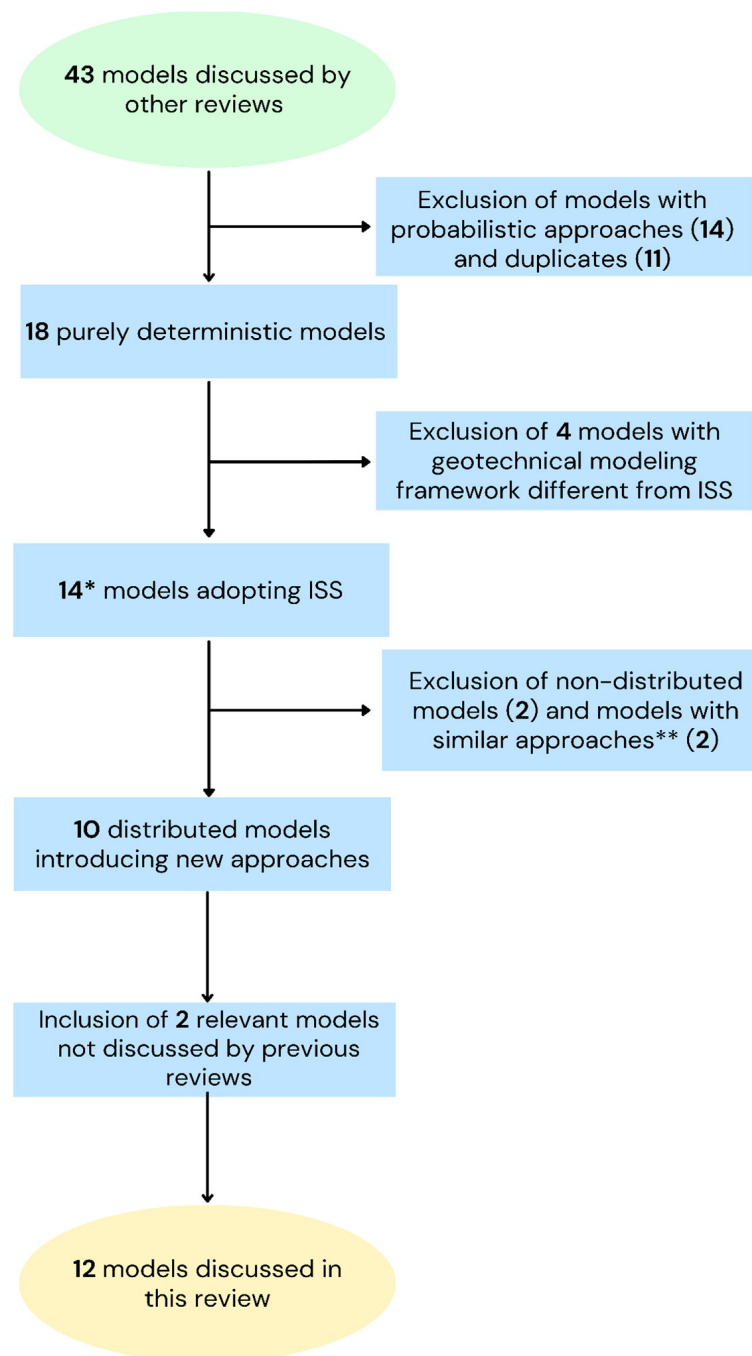 43 models discussed by
other reviews
Exclusion of models with
probabilistic approaches (14)
and duplicates (11)
18 purely deterministic models
Exclusion of 4 models with
geotechnical modeling
framework different from ISS
14* models adopting ISS
Exclusion of non-distributed
models (2) and models with
similar approaches** (2)
10 distributed models
introducing new approaches
Inclusion of 2 relevant models
not discussed by previous
reviews
12 models discussed in
this review